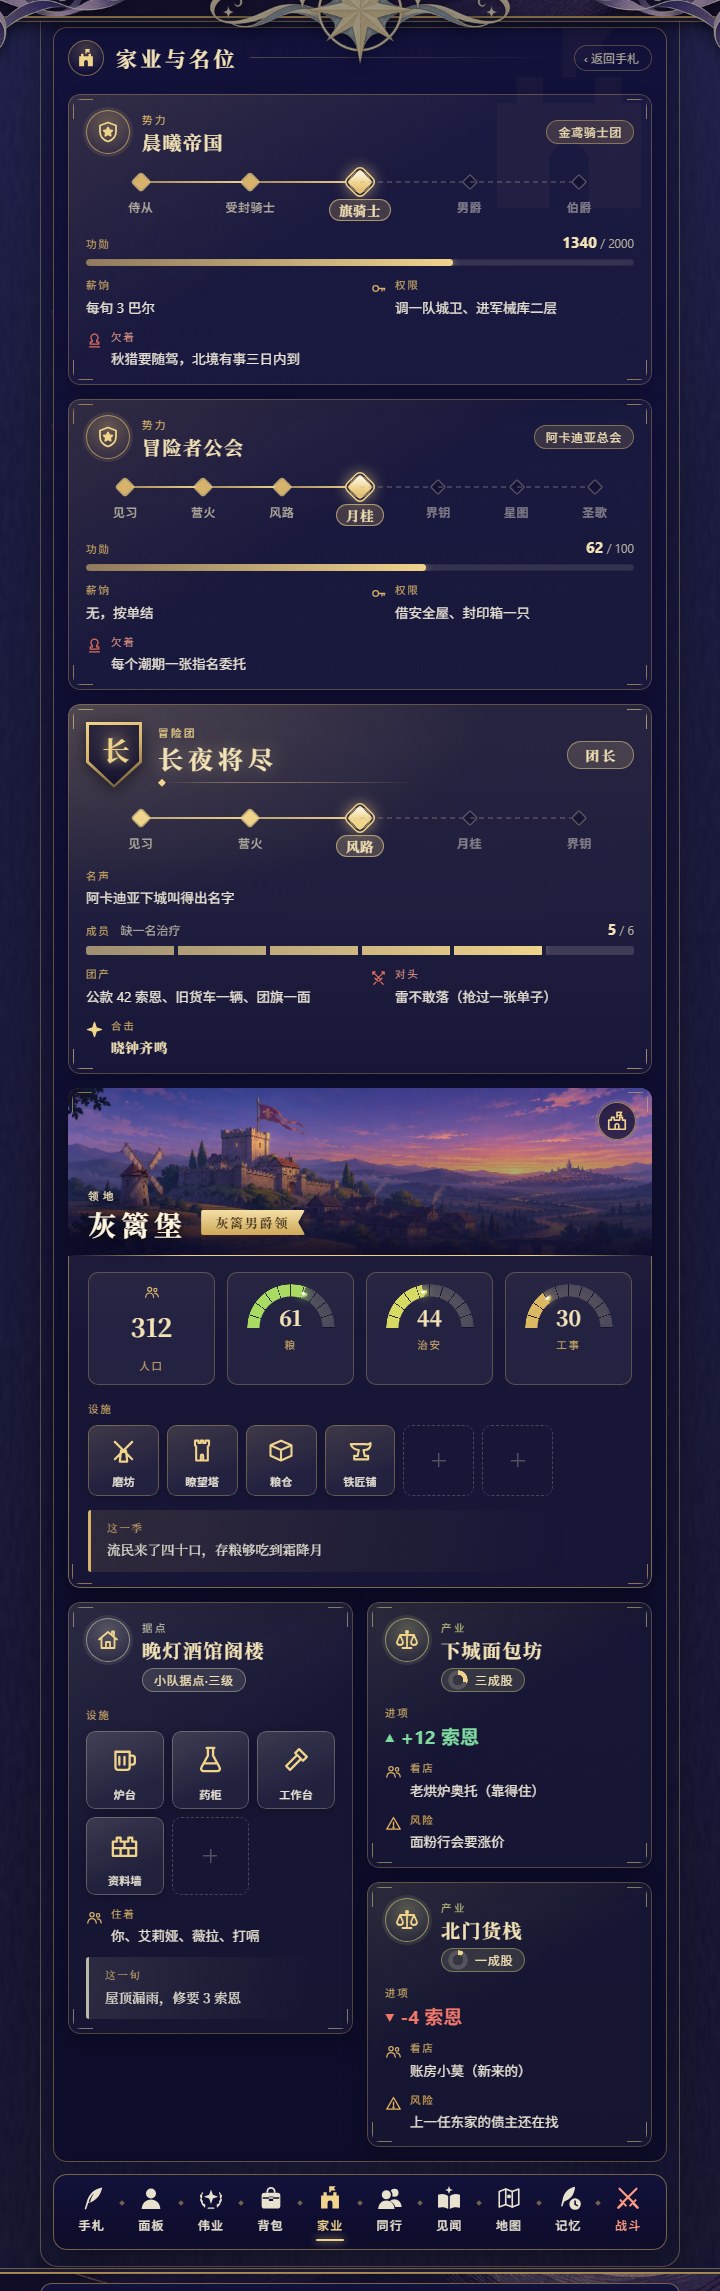 家业与名位
‹ 返回手札
势力
晨曦帝国
金鸢骑士团
侍从 受封骑士 旗骑士 男爵 伯爵
功勋 1340 / 2000
薪饷 权限
每旬 3 巴尔 调一队城卫、进军械库二层
欠着
秋猎要随驾，北境有事三日内到
势力
冒险者公会
阿卡迪亚总会
见习 营火 风路 月桂 界钥 星图 圣歌
功勋 62 / 100
薪饷 权限
无，按单结 借安全屋、封印箱一只
欠着
每个潮期一张指名委托
长
冒险团
长夜将尽
团长
见习 营火 风路 月桂 界钥
名声
阿卡迪亚下城叫得出名字
成员 缺一名治疗 5 / 6
团产 对头
公款 42 索恩、旧货车一辆、团旗一面 雷不敢落（抢过一张单子）
合击
晓钟齐鸣
领地
灰篱堡 灰篱男爵领
312 61 44 30
人口 粮 治安 工事
设施
磨坊 瞭望塔 粮仓 铁匠铺
这一季
流民来了四十口，存粮够吃到霜降月
据点
晚灯酒馆阁楼
小队据点·三级
设施
炉台 药柜 工作台
资料墙
住着
你、艾莉娅、薇拉、打嗝
这一旬
屋顶漏雨，修要 3 索恩
产业
下城面包坊
三成股
进项
+12 索恩
看店
老烘炉奥托（靠得住）
风险
面粉行会要涨价
产业
北门货栈
一成股
进项
-4 索恩
看店
账房小莫（新来的）
风险
上一任东家的债主还在找
手札 面板 伟业 背包 家业 同行 见闻 地图 记忆 战斗